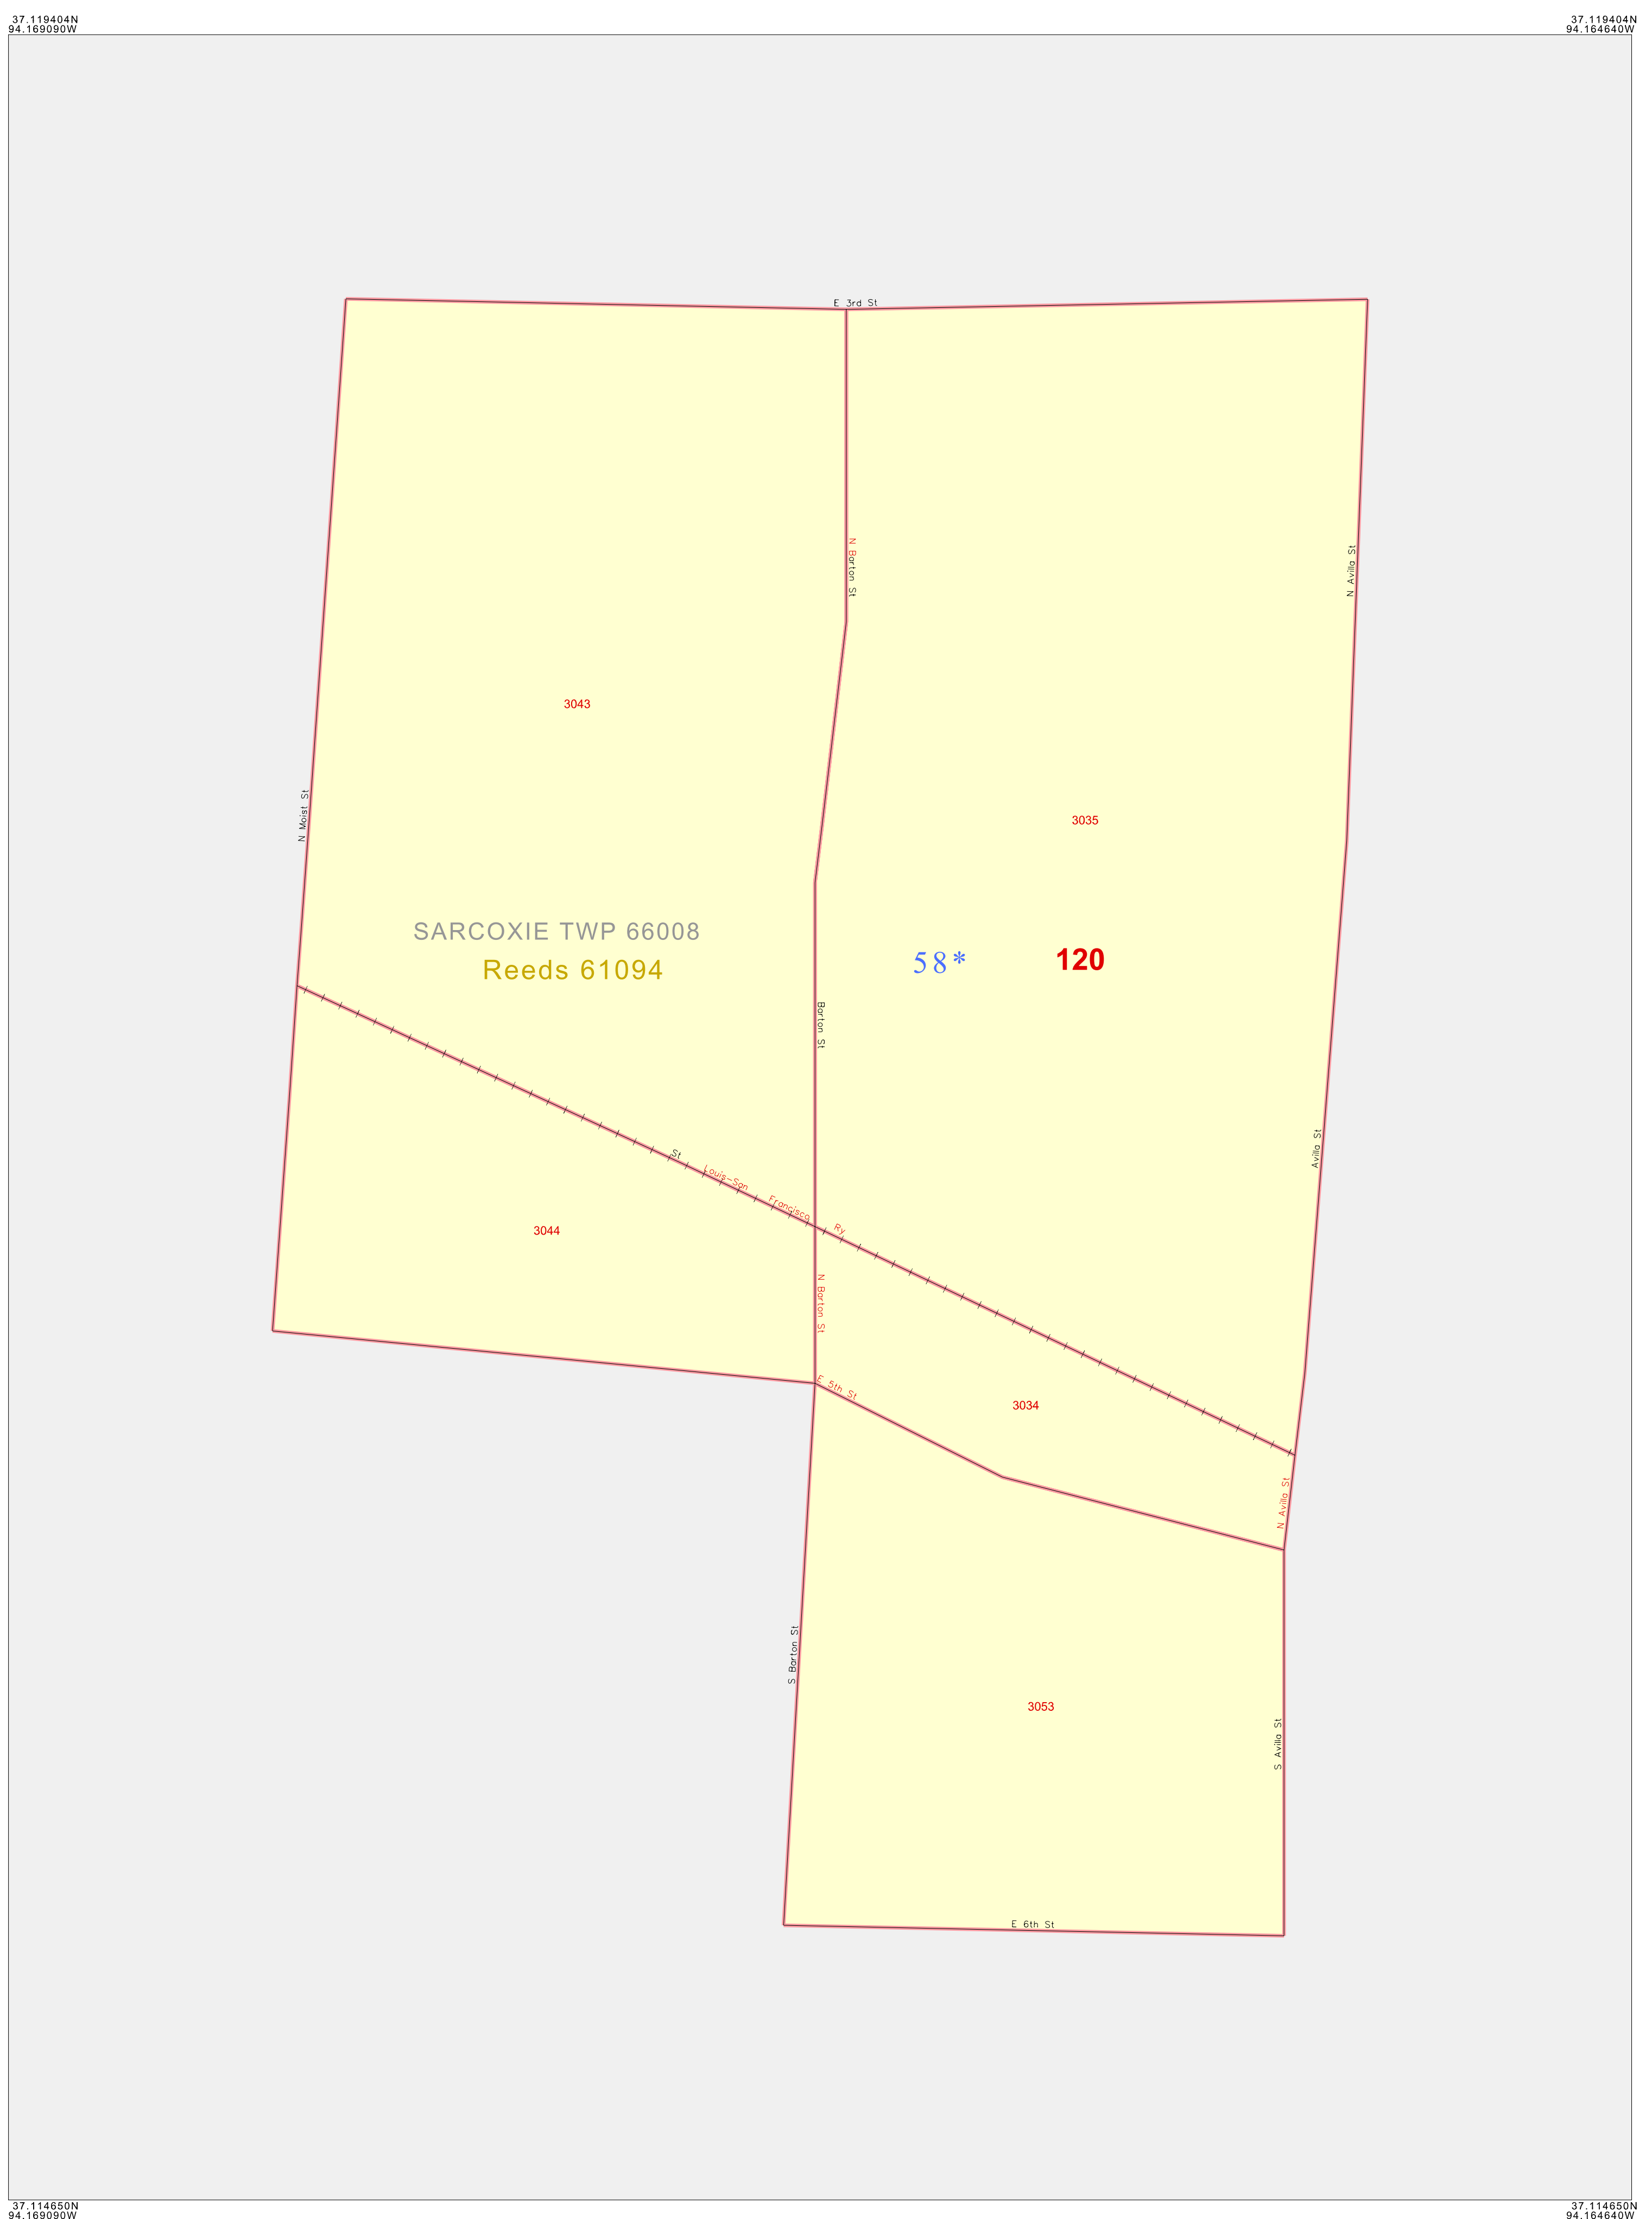 37.119404N
94.169090W
37.119404N
94.164640W
E 3rd St
N Barton St
N Avilla St
3043
N Moist St
3035
SARCOXIE TWP 66008
Reeds 61094
58*
120
Barton St
Avilla St
St Louis-San Francisco Ry
3044
N Barton St
E 5th St
3034
N Avilla St
S Barton St
3053
S Avilla St
E 6th St
37.114650N
94.169090W
37.114650N
94.164640W